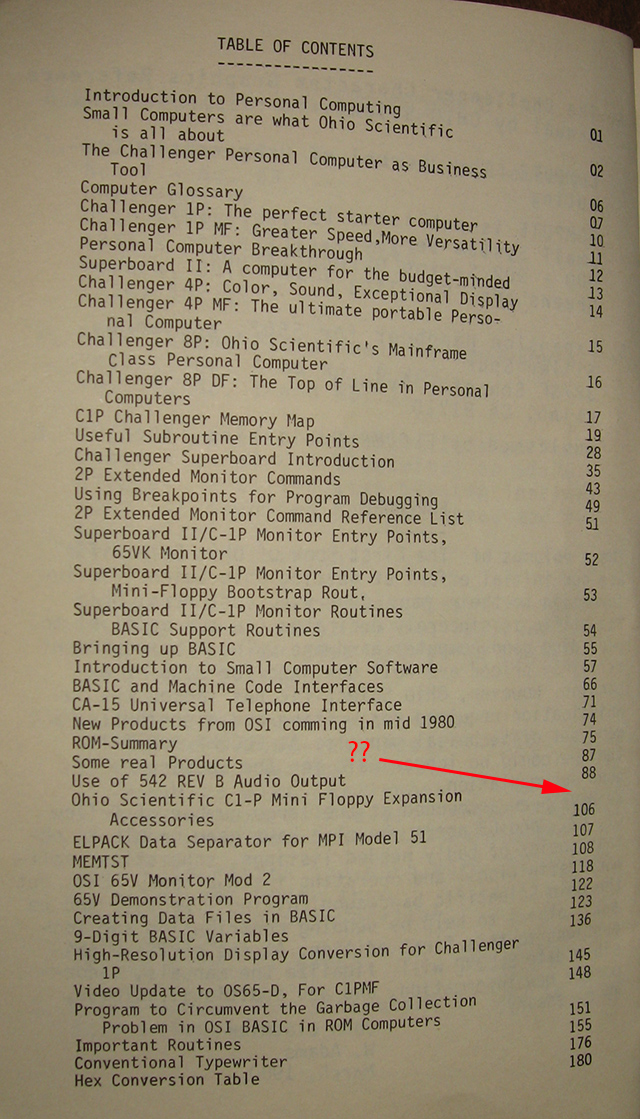 TABLE OF CONTENTS
-----------------
Introduction to Personal Computing
Small Computers are what Ohio Scientific
is all about 01
The Challenger Personal Computer as Business 02
Tool
Computer Glossary 06
Challenger 1P: The perfect starter computer 07
Challenger 1P MF: Greater Speed,More Versatility 10
Personal Computer Breakthrough 11
Superboard II: A computer for the budget-minded 12
Challenger 4P: Color, Sound, Exceptional Display 13
Challenger 4P MF: The ultimate portable Perso- 14
nal Computer
Challenger 8P: Ohio Scientific's Mainframe 15
Class Personal Computer
Challenger 8P DF: The Top of Line in Personal 16
Computers
C1P Challenger Memory Map 17
Useful Subroutine Entry Points 19
Challenger Superboard Introduction 28
2P Extended Monitor Commands 35
Using Breakpoints for Program Debugging 43
2P Extended Monitor Command Reference List 49
Superboard II/C-1P Monitor Entry Points, 51
65VK Monitor
Superboard II/C-1P Monitor Entry Points, 52
Mini-Floppy Bootstrap Rout, 53
Superboard II/C-1P Monitor Routines
BASIC Support Routines 54
Bringing up BASIC 55
Introduction to Small Computer Software 57
BASIC and Machine Code Interfaces 66
CA-15 Universal Telephone Interface 71
New Products from OSI comming in mid 1980 74
ROM-Summary 75
?? 
Some real Products 87
Use of 542 REV B Audio Output 88
Ohio Scientific C1-P Mini Floppy Expansion
Accessories 106
ELPACK Data Separator for MPI Model 51 107
MEMTST 108
OSI 65V Monitor Mod 2 118
65V Demonstration Program 122
Creating Data Files in BASIC 123
9-Digit BASIC Variables 136
High-Resolution Display Conversion for Challenger 145
1P 148
Video Update to OS65-D, For C1PMF
Program to Circumvent the Garbage Collection 151
Problem in OSI BASIC in ROM Computers 155
Important Routines 176
Conventional Typewriter 180
Hex Conversion Table